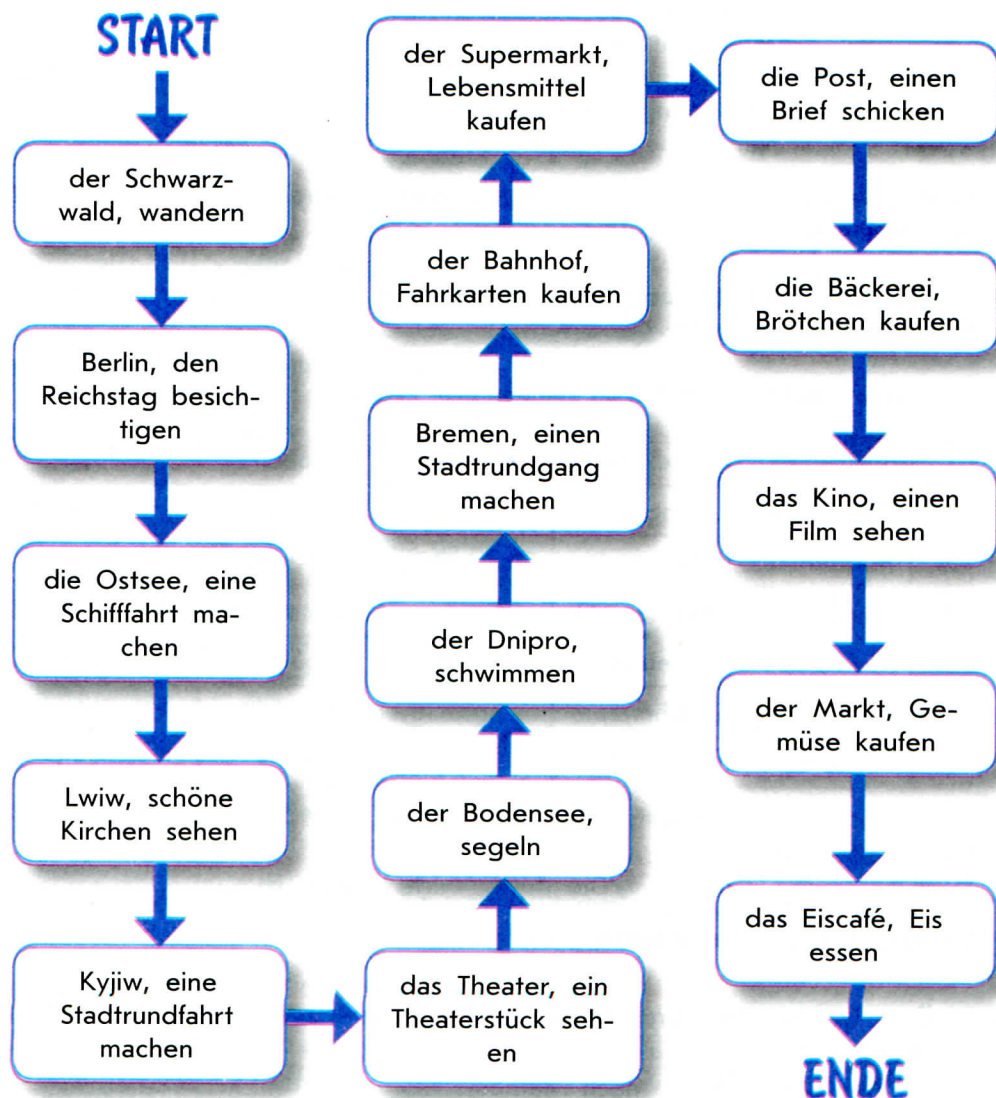 START
der Schwarz-
wald, wandern
Berlin, den
Reichstag besich-
tigen
die Ostsee, eine
Schifffahrt ma-
chen
Lwiw, schöne
Kirchen sehen
Kyjiw, eine
Stadtrundfahrt
machen
das Theater, ein
Theaterstück seh-
en
der Bodensee,
segeln
der Dnipro,
schwimmen
Bremen, einen
Stadtrundgang
machen
der Bahnhof,
Fahrkarten kaufen
der Supermarkt,
Lebensmittel
kaufen
die Post, einen
Brief schicken
die Bäckerei,
Brötchen kaufen
das Kino, einen
Film sehen
der Markt, Ge-
müse kaufen
das Eiscafé, Eis
essen
ENDE